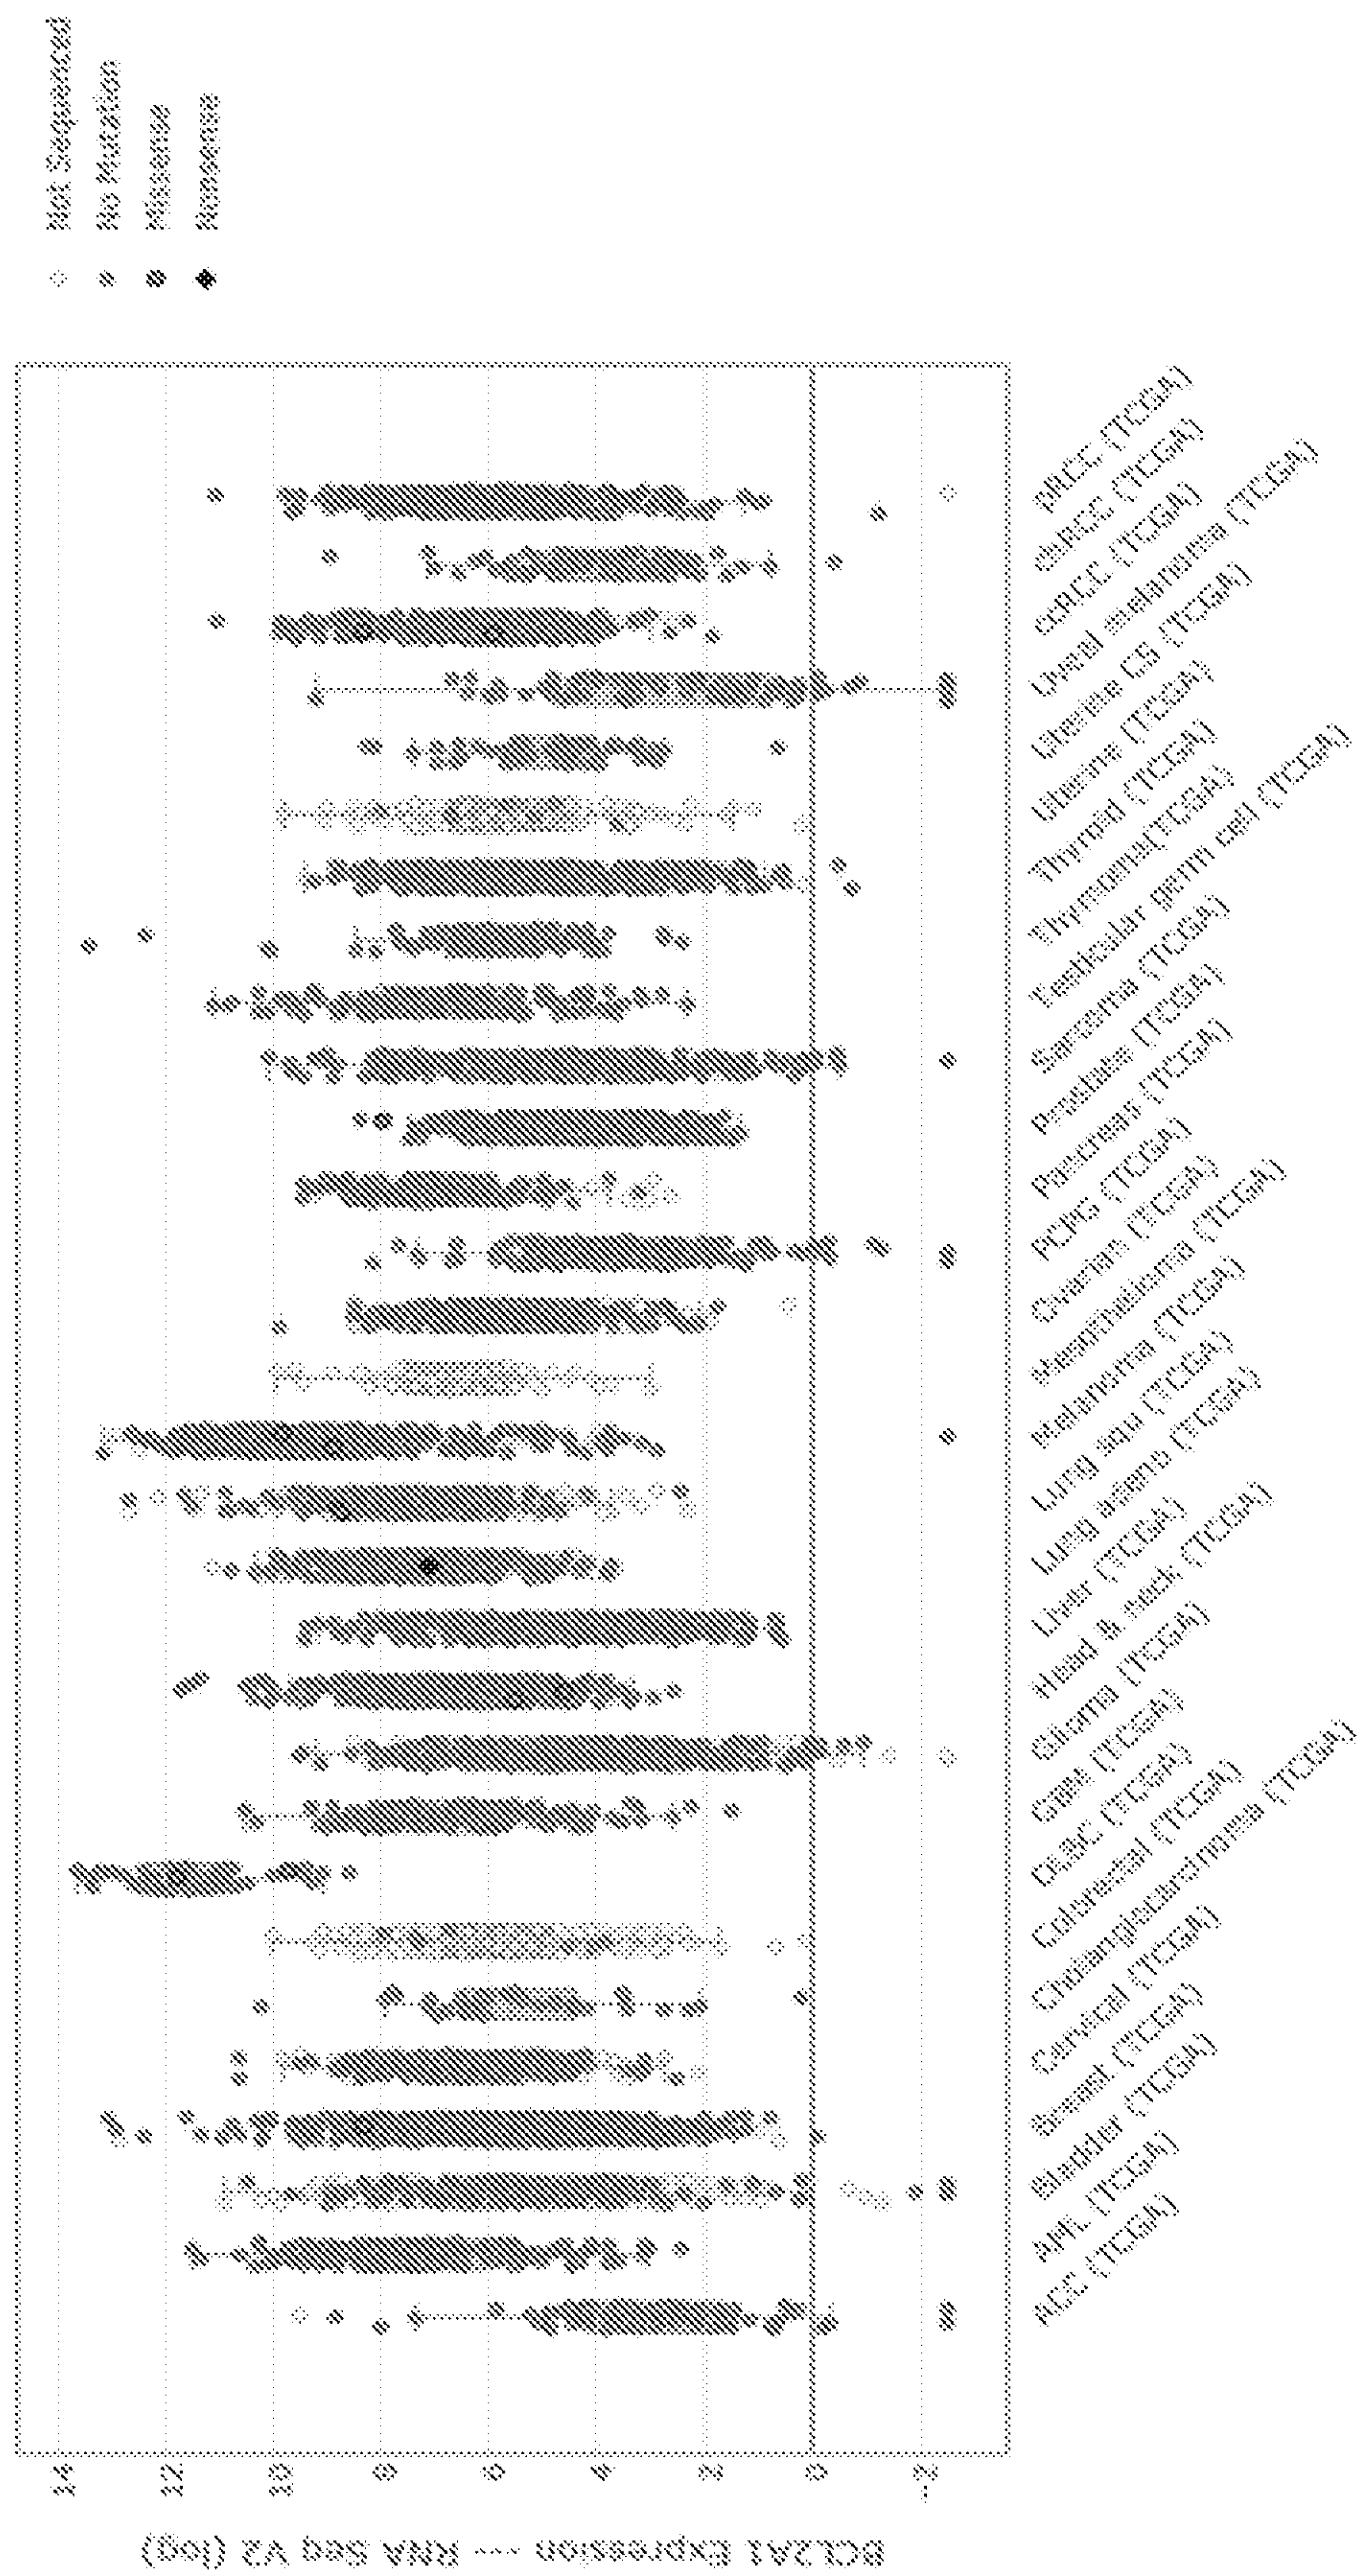 Not Sequenced
No Mutation
Missense
Nonsense
BCL2A1 Expression --- RNA Seq V2 (log)
14
12
10
8
6
4
2
0
-2
ACC (TCGA)
AML (TCGA)
Bladder (TCGA)
Breast (TCGA)
Cervical (TCGA)
Cholangiocarcinoma (TCGA)
Colorectal (TCGA)
DLBC (TCGA)
GBM (TCGA)
Glioma (TCGA)
Head & neck (TCGA)
Liver (TCGA)
Lung adeno (TCGA)
Lung squ (TCGA)
Melanoma (TCGA)
Mesothelioma (TCGA)
Ovarian (TCGA)
PCPG (TCGA)
Pancreas (TCGA)
Prostate (TCGA)
Sarcoma (TCGA)
Testicular germ cell (TCGA)
Thymoma(TCGA)
Thyroid (TCGA)
Uterine (TCGA)
Uterine CS (TCGA)
Uveal melanoma (TCGA)
ccRCC (TCGA)
chRCC (TCGA)
pRCC (TCGA)